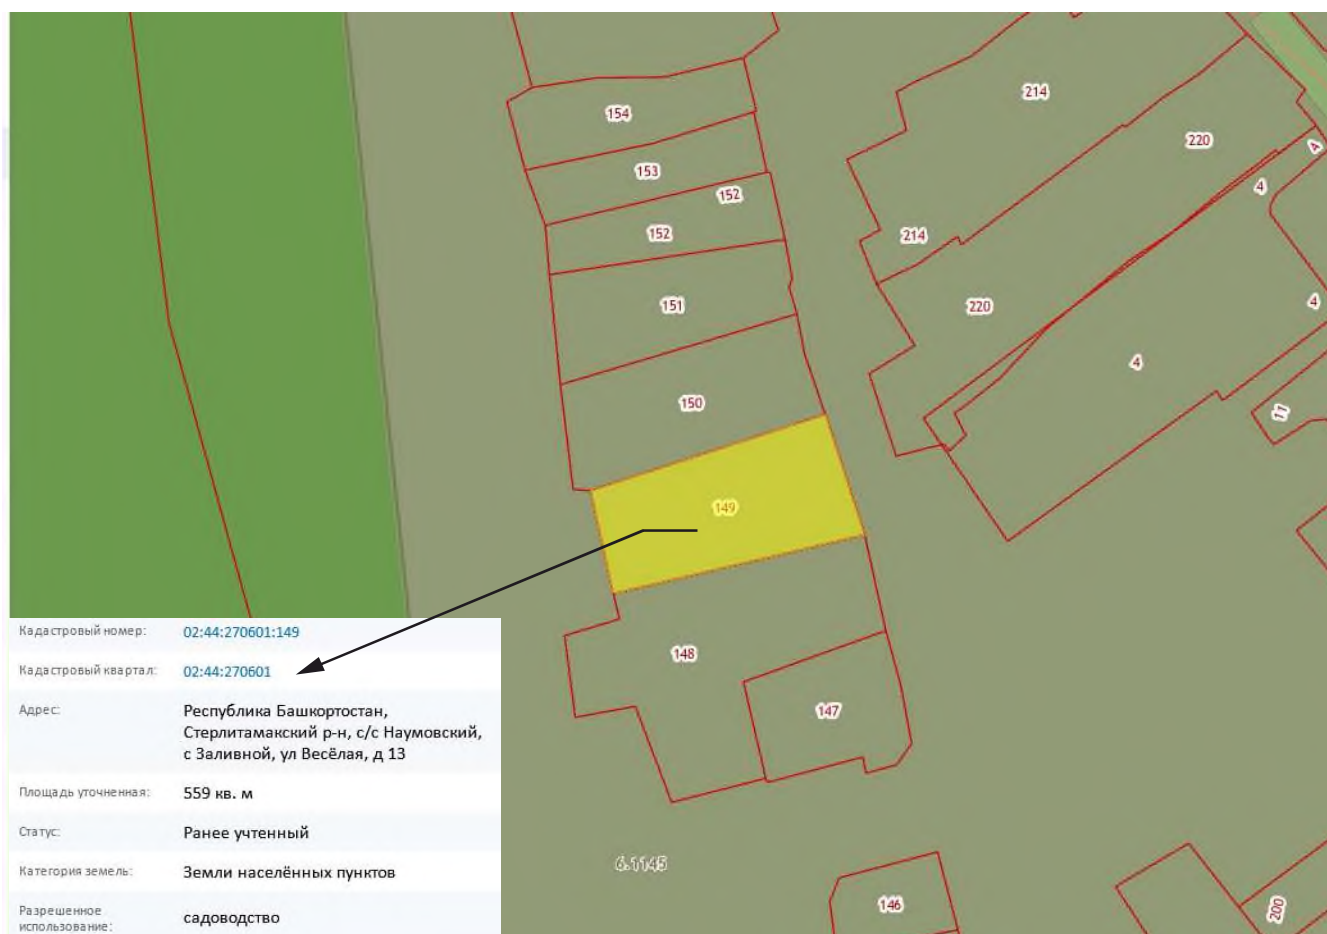 154
214
220
4
153
4
152
152
214
151
220
4
4
150
11
149
Кадастровый номер: 02:44:270601:149
148
Кадастровый квартал: 02:44:270601
147
Адрес: Республика Башкортостан,
Стерлитамакский р-н, с/с Наумовский,
с Заливной, ул Весёлая, д 13
Площадь уточненная: 559 кв. м
Статус: Ранее учтенный
6.1145
Категория земель: Земли населённых пунктов
146
200
Разрешенное
использование: садоводство